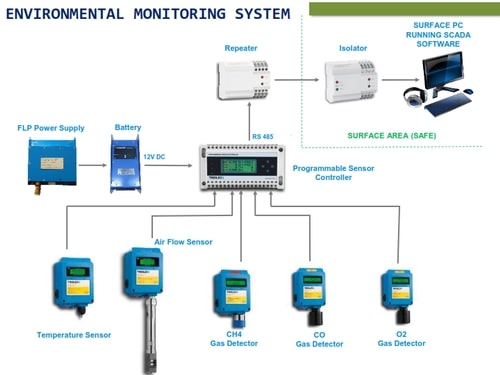 ENVIRONMENTAL MONITORING SYSTEM
SURFACE PC
RUNNING SCADA
SOFTWARE
Repeater
Isolator
SURFACE AREA (SAFE)
FLP Power Supply
Battery
RS 485
12V DC
Programmable Sensor
Controller
Air Flow Sensor
Temperature Sensor
CH4
Gas Detector
CO
Gas Detector
O2
Gas Detector